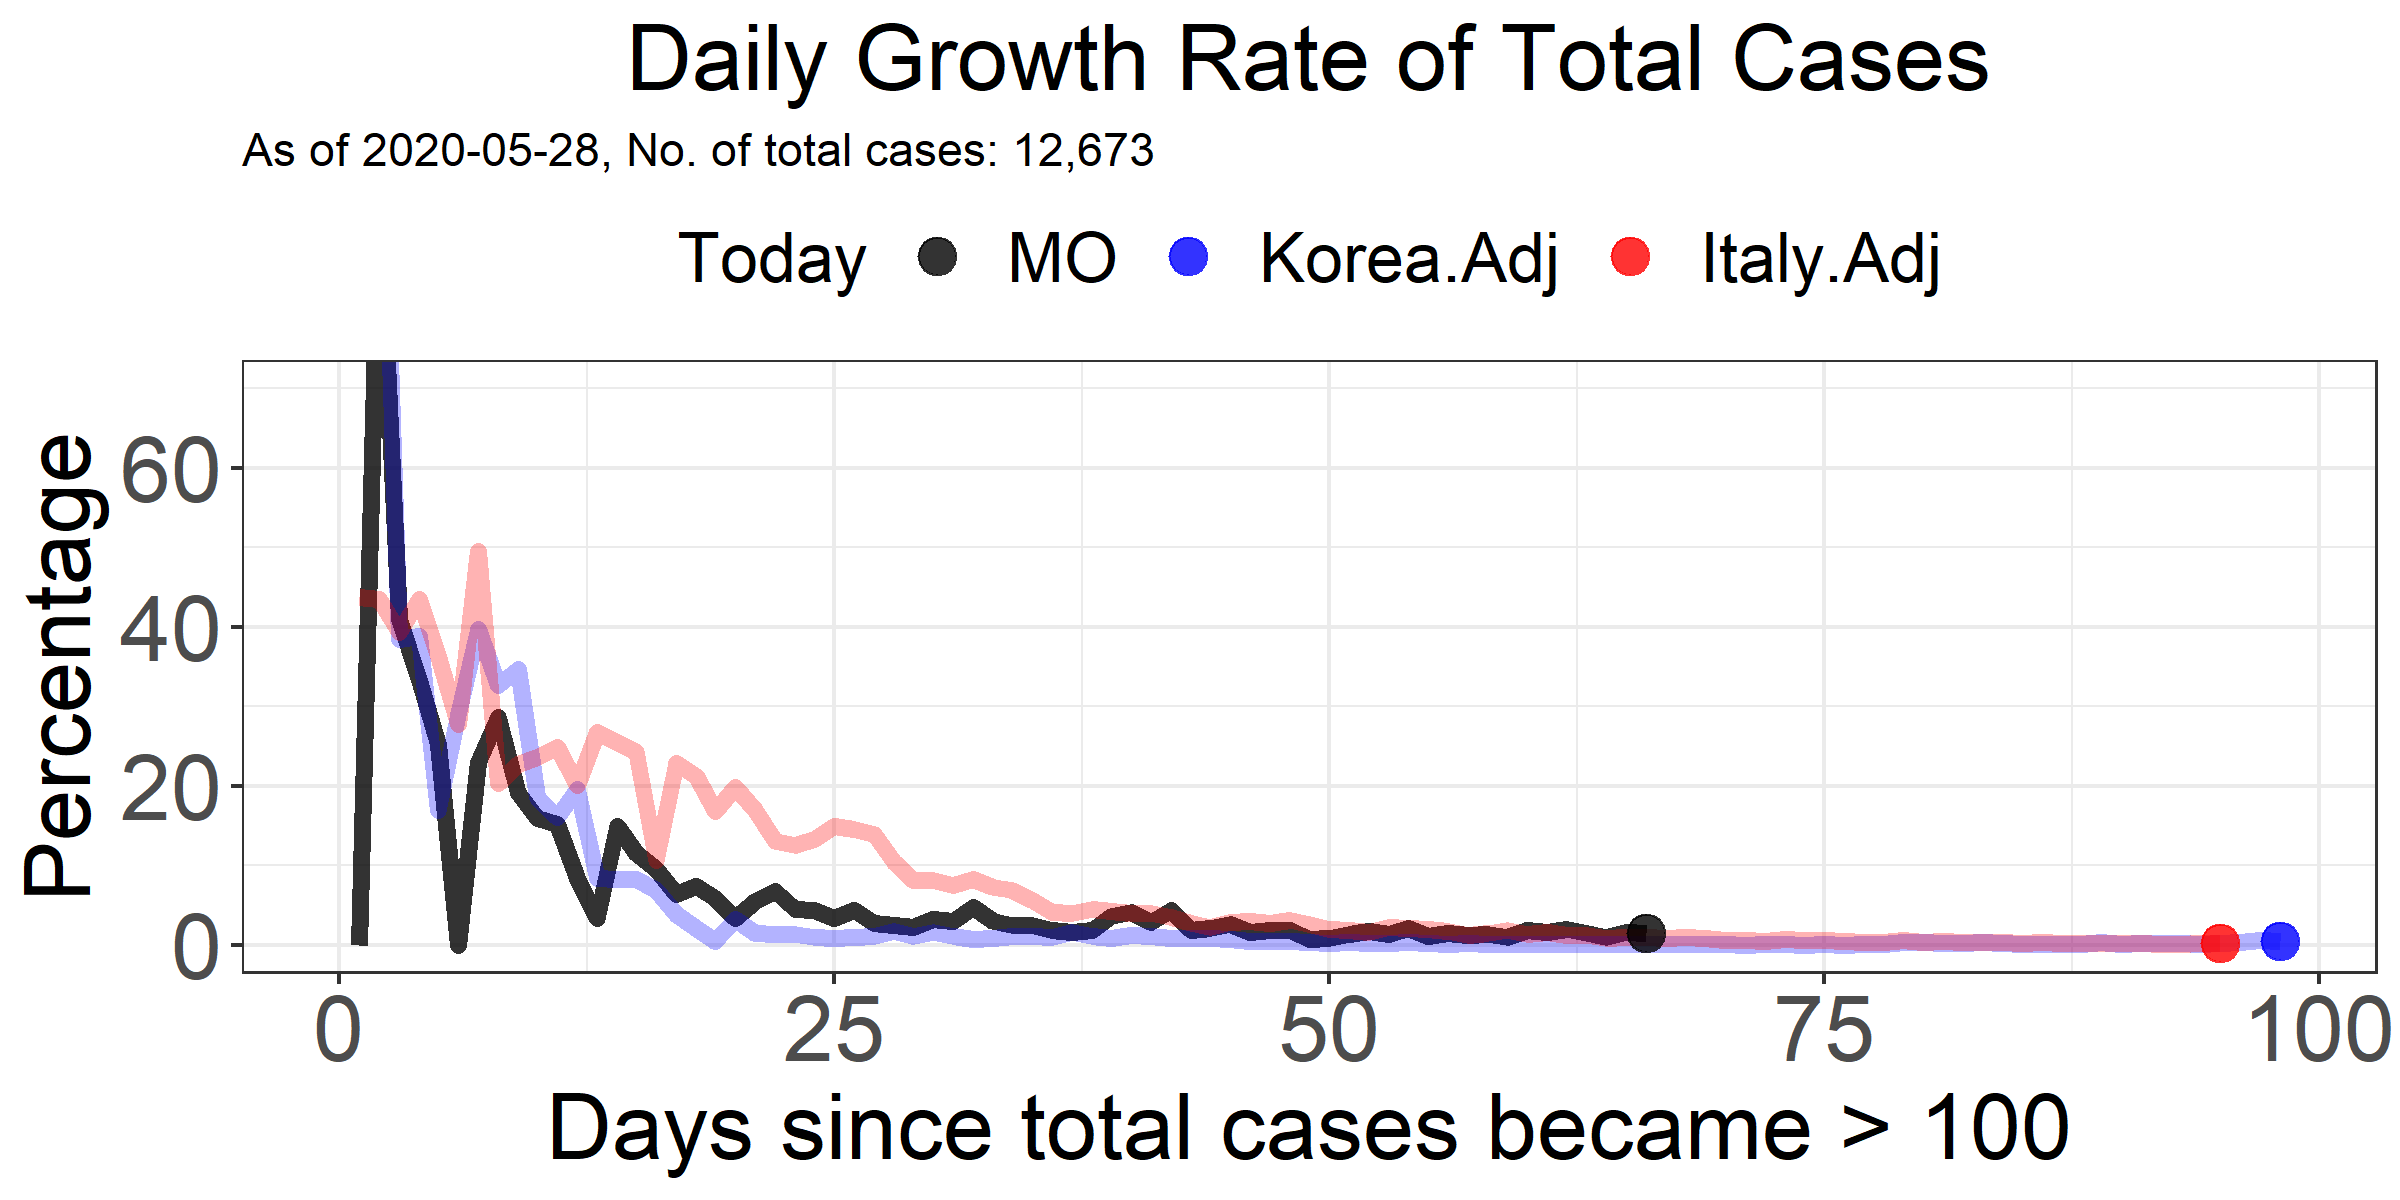 Daily Growth Rate of Total Cases
As of 2020-05-28, No. of total cases: 12,673
Today MO Korea.Adj Italy.Adj
Percentage
60
40
20
0
0 25 50 75 100
Days since total cases became > 100